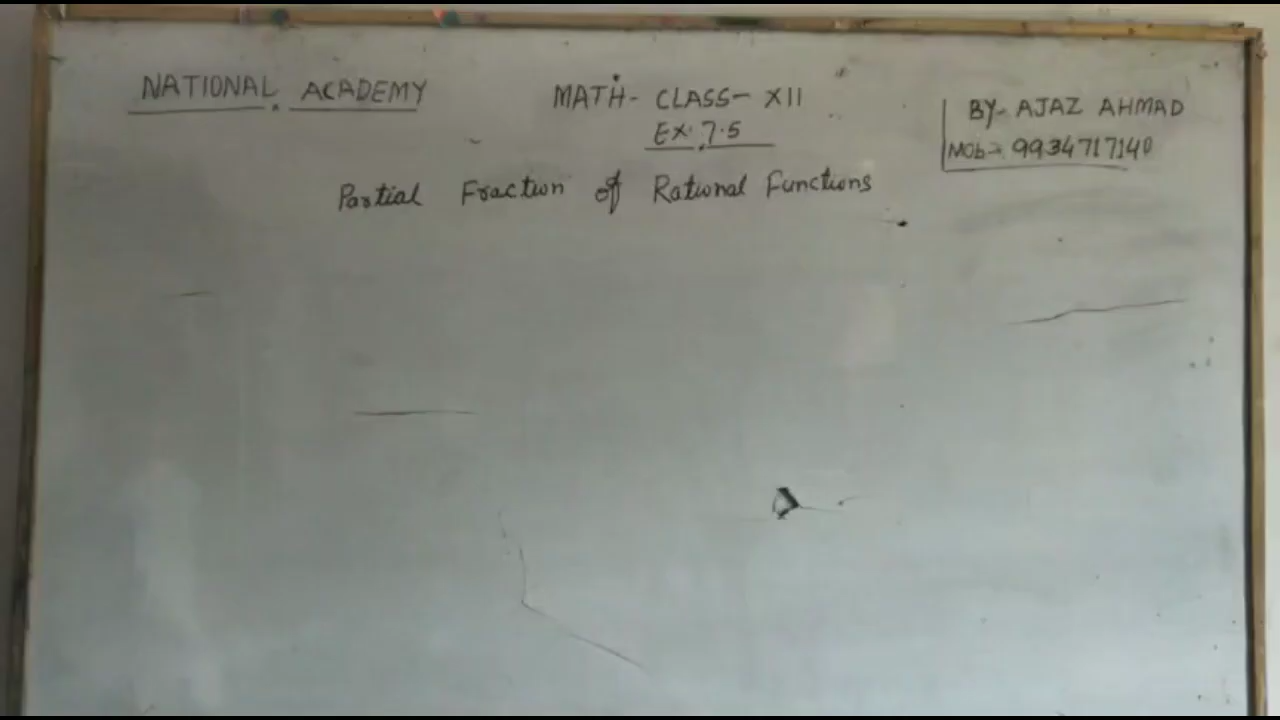 NATIONAL ACADEMY
MATH- CLASS- XII
EX. 7.5
BY- AJAZ AHMAD
MOb→ 9934717140
Partial Fraction of Rational Functions